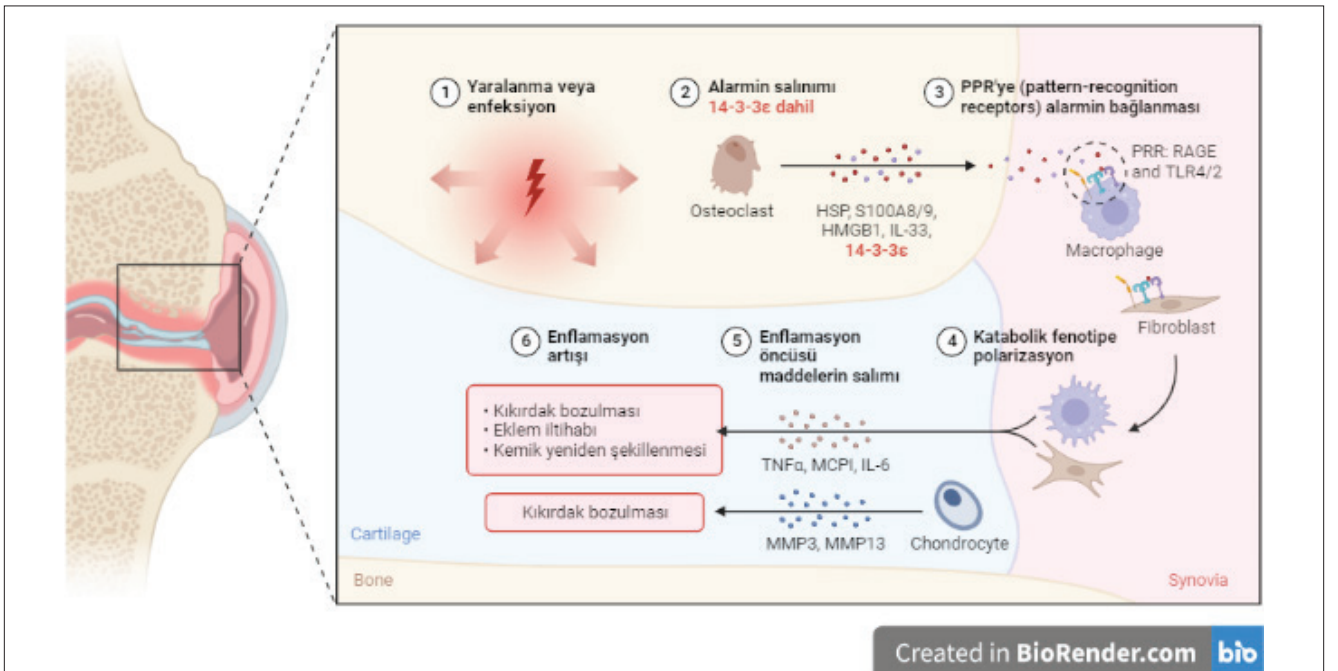 1 Yaralanma veya
enfeksiyon
2 Alarmin salınımı
14-3-3ε dahil
3 PPR'ye (pattern-recognition
receptors) alarmin bağlanması
PRR: RAGE
and TLR4/2
Osteoclast
HSP, S100A8/9,
HMGB1, IL-33,
14-3-3ε
Macrophage
Fibroblast
4 Katabolik fenotipe
polarizasyon
5 Enflamasyon
öncüsü
maddelerin salımı
6 Enflamasyon
artışı
• Kıkırdak bozulması
• Eklem iltihabı
• Kemik yeniden şekillenmesi
TNFα, MCPI, IL-6
Kıkırdak bozulması
MMP3, MMP13
Chondrocyte
Cartilage
Bone
Synovia
Created in BioRender.com bio